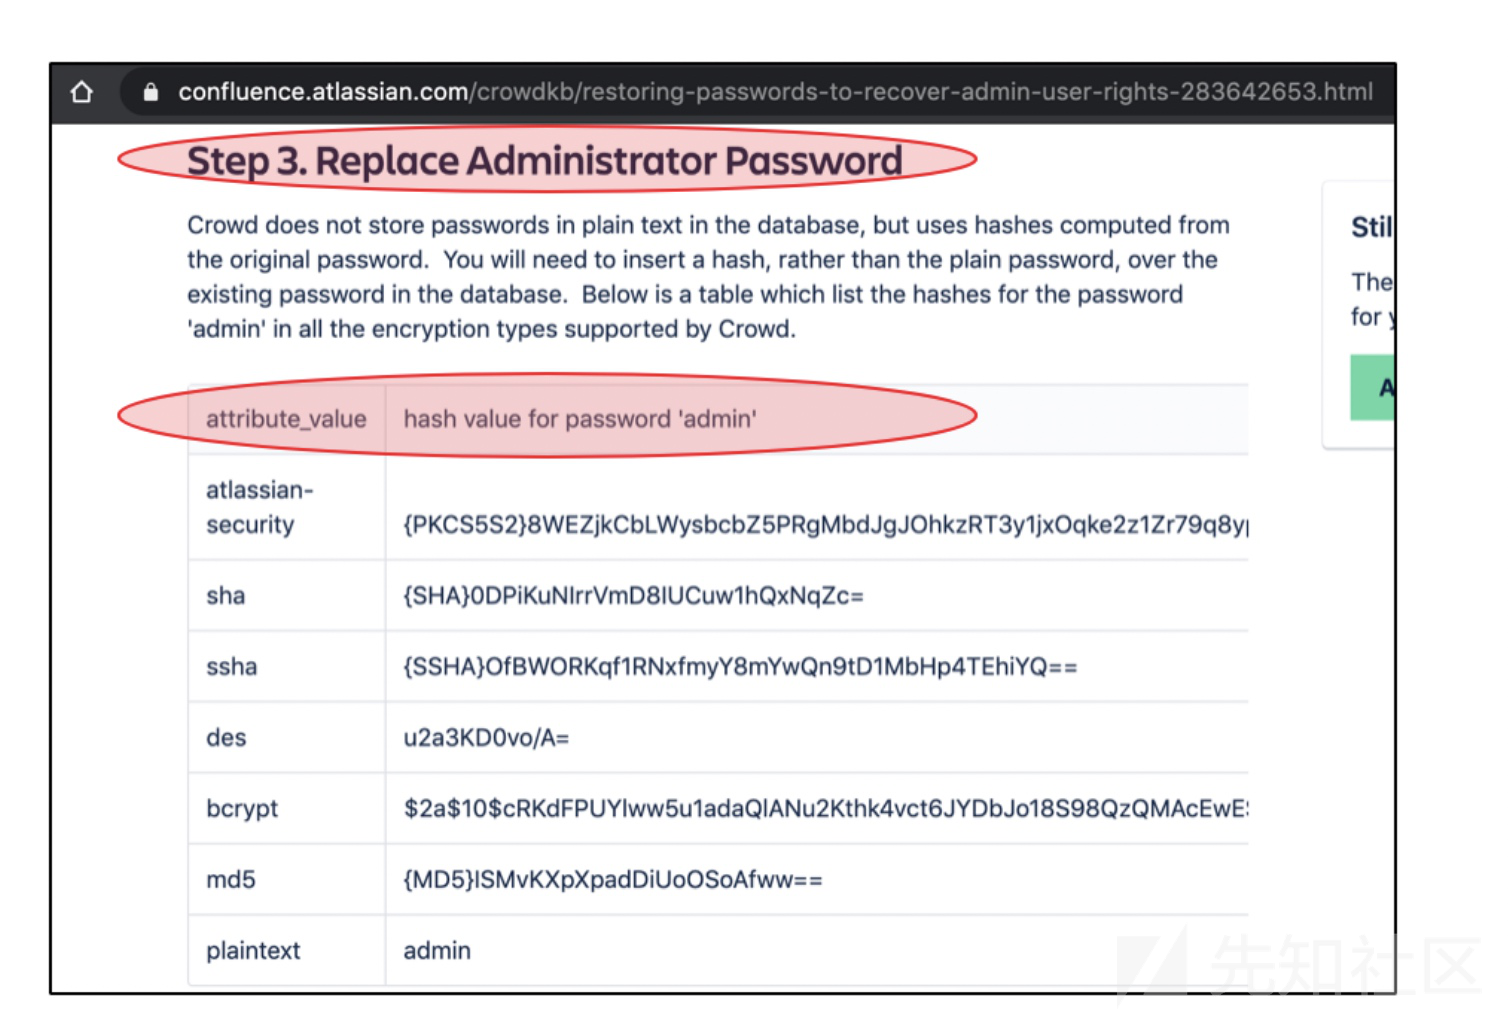 confluence.atlassian.com/crowdkb/restoring-passwords-to-recover-admin-user-rights-283642653.html
Step 3. Replace Administrator Password
Crowd does not store passwords in plain text in the database, but uses hashes computed from
the original password.  You will need to insert a hash, rather than the plain password, over the
existing password in the database.  Below is a table which list the hashes for the password
'admin' in all the encryption types supported by Crowd.
Stil
The
for y
A
attribute_value hash value for password 'admin'
atlassian-
security {PKCS5S2}8WEZjkCbLWysbcbZ5PRgMbdJgJOhkzRT3y1jxOqke2z1Zr79q8yp
sha {SHA}0DPiKuNIrrVmD8IUCuw1hQxNqZc=
ssha {SSHA}OfBWORKqf1RNxfmyY8mYwQn9tD1MbHp4TEhiYQ==
des u2a3KD0vo/A=
bcrypt $2a$10$cRKdFPUYlww5u1adaQlANu2Kthk4vct6JYDbJo18S98QzQMAcEwE
md5 {MD5}ISMvKXpXpadDiUoOSoAfww==
plaintext admin
先知社区